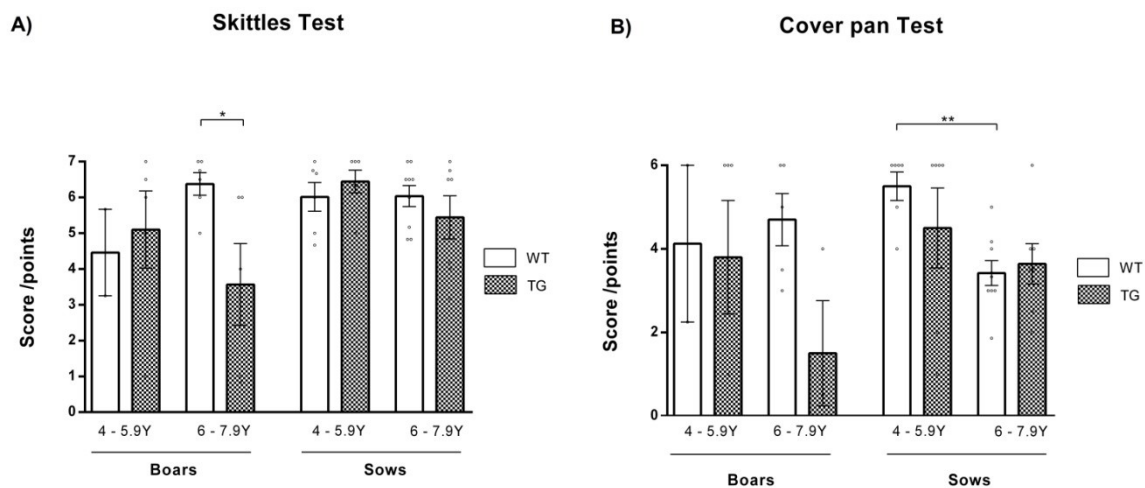 A)
Skittles Test
*
7
6
5
4
3
2
1
0
Score /points
4 - 5.9Y 6 - 7.9Y 4 - 5.9Y 6 - 7.9Y
Boars Sows
WT
TG
B)
Cover pan Test
**
6
4
2
0
Score /points
4 - 5.9Y 6 - 7.9Y 4 - 5.9Y 6 - 7.9Y
Boars Sows
WT
TG